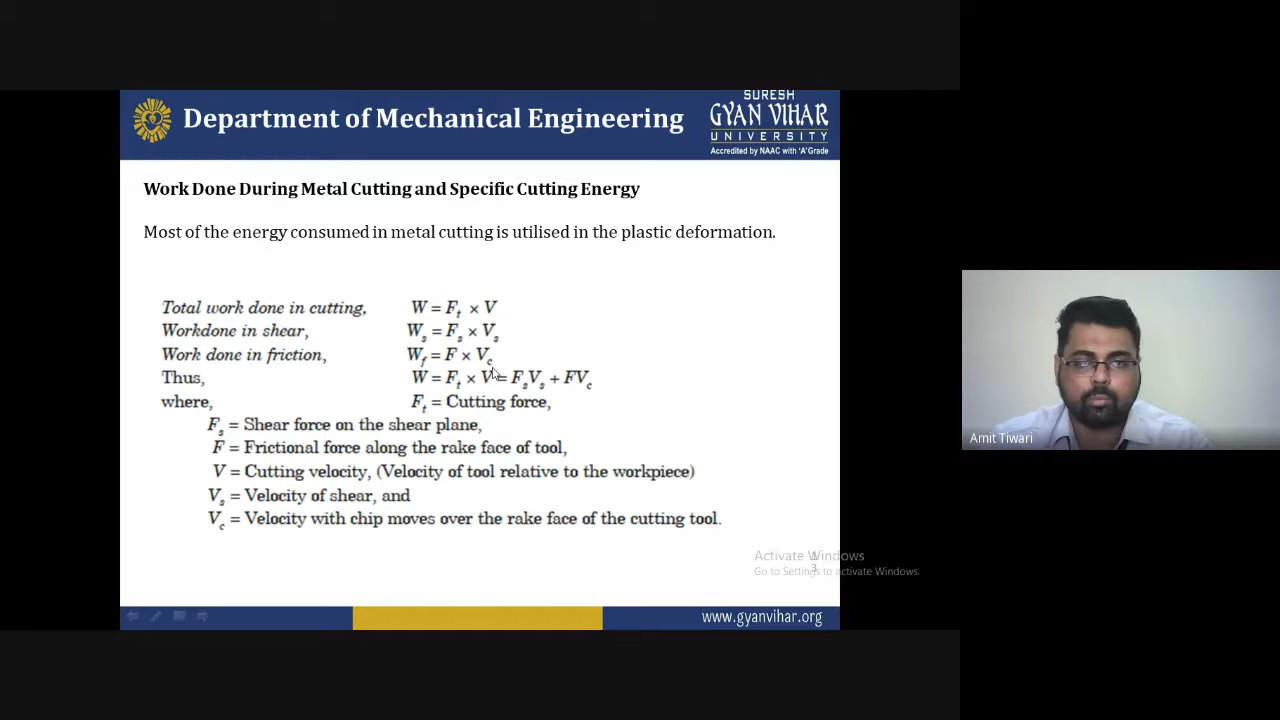 Department of Mechanical Engineering
SURESH
GYAN VIHAR
UNIVERSITY
Accredited by NAAC with 'A' Grade
Work Done During Metal Cutting and Specific Cutting Energy
Most of the energy consumed in metal cutting is utilised in the plastic deformation.
Total work done in cutting, W = Fₜ × V
Workdone in shear, Wₛ = Fₛ × Vₛ
Work done in friction, W_f = F × V_c
Thus, W = Fₜ × V = FₛVₛ + FV_c
where, Fₜ = Cutting force,
Fₛ = Shear force on the shear plane,
F = Frictional force along the rake face of tool,
V = Cutting velocity, (Velocity of tool relative to the workpiece)
Vₛ = Velocity of shear, and
V_c = Velocity with chip moves over the rake face of the cutting tool.
Amit Tiwari
Activate Windows
Go to Settings to activate Windows.
3
www.gyanvihar.org